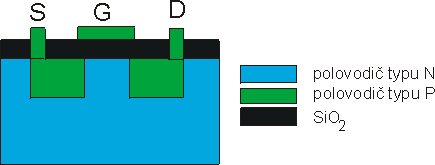 S G D
polovodič typu N
polovodič typu P
SiO₂